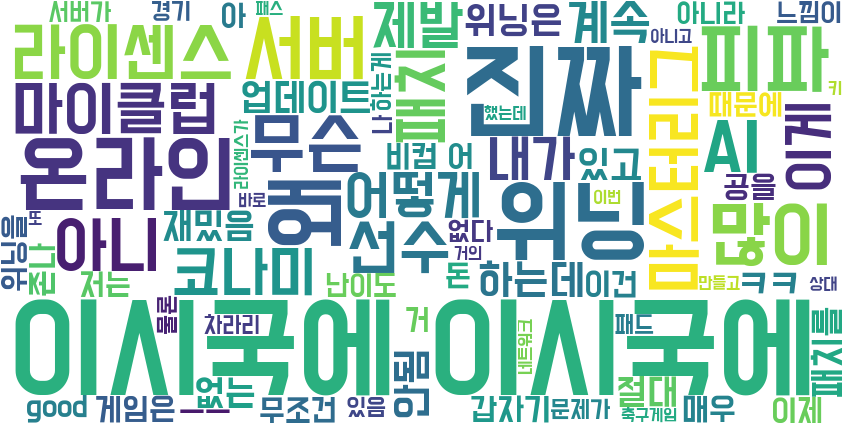 서버가 경기 아 패스 위닝은 계속 아니라 느낌이
라이센스 서버 제발 아니고 피파
하는게 진짜 그리고 키
마이클럽 업데이트 나 패치 했는데 때문에
온라인 라이센스가 무슨 비컴 어 내가 있고 AI 공을 이게
바로 왜 어떻게 이번
위닝을 또 아니 재밌음 선수 없다 위닝 마스터 많이
존나 저는 코나미 난이도 거의 돈 하는데 이건 만들고 ㅋㅋ 상대
이시국에 이시국에
물론 차라리 거 네트워크 패드 패치를
없는 안됨 절대
good 게임은 ㅡㅡ 무조건 있음 갑자기 문제가 축구게임 매우 이제